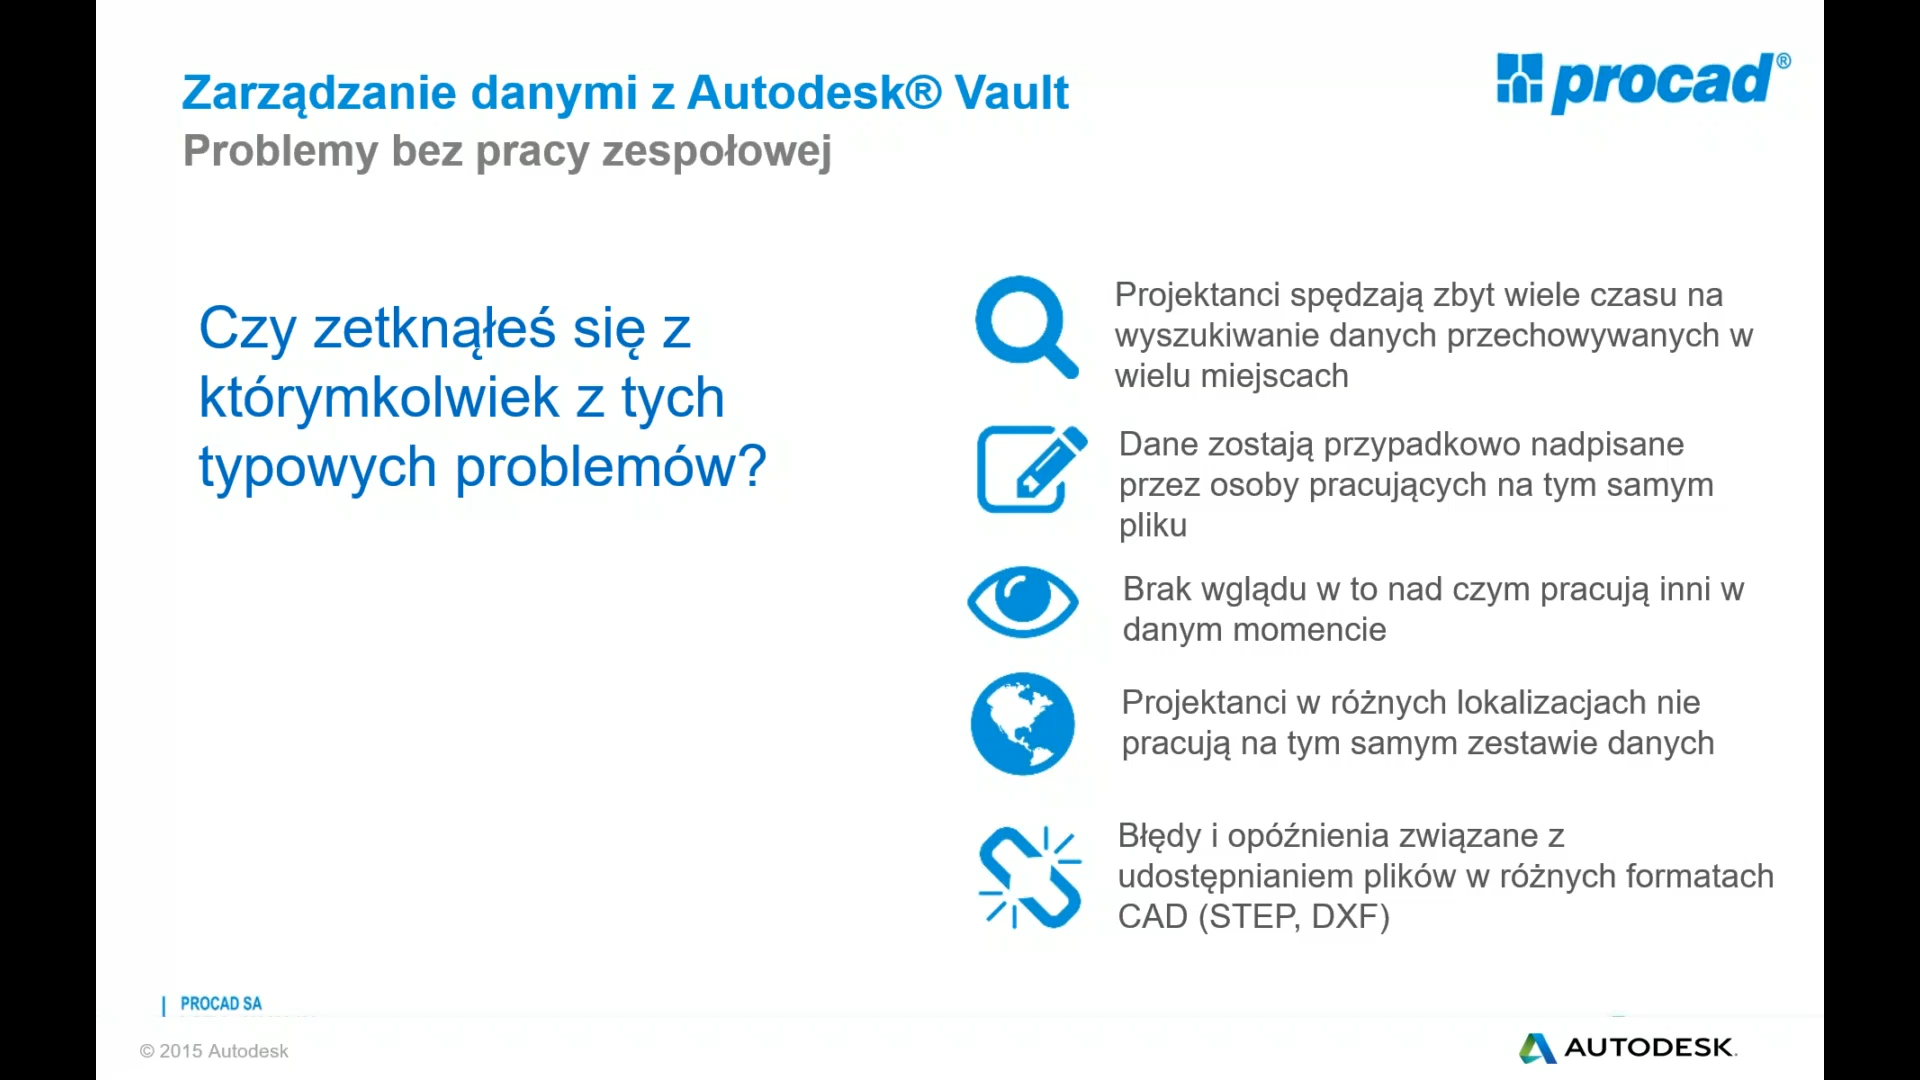 Zarządzanie danymi z Autodesk® Vault
Problemy bez pracy zespołowej
procad®
Czy zetknąłeś się z
którymkolwiek z tych
typowych problemów?
Projektanci spędzają zbyt wiele czasu na
wyszukiwanie danych przechowywanych w
wielu miejscach
Dane zostają przypadkowo nadpisane
przez osoby pracujących na tym samym
pliku
Brak wglądu w to nad czym pracują inni w
danym momencie
Projektanci w różnych lokalizacjach nie
pracują na tym samym zestawie danych
Błędy i opóźnienia związane z
udostępnianiem plików w różnych formatach
CAD (STEP, DXF)
PROCAD SA
© 2015 Autodesk
AUTODESK.